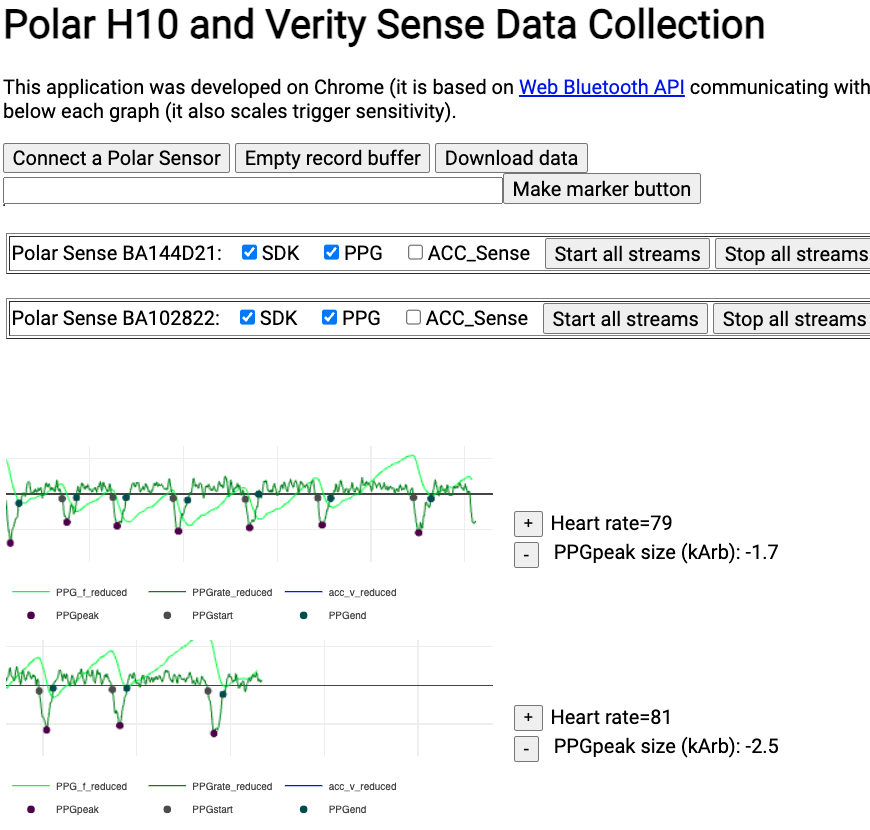 Polar H10 and Verity Sense Data Collection
This application was developed on Chrome (it is based on Web Bluetooth API communicating with
below each graph (it also scales trigger sensitivity).
Connect a Polar Sensor Empty record buffer Download data
Make marker button
Polar Sense BA144D21: SDK PPG ACC_Sense Start all streams Stop all streams
Polar Sense BA102822: SDK PPG ACC_Sense Start all streams Stop all streams
+ Heart rate=79
- PPGpeak size (kArb): -1.7
PPG_f_reduced PPGrate_reduced acc_v_reduced
PPGpeak PPGstart PPGend
+ Heart rate=81
- PPGpeak size (kArb): -2.5
PPG_f_reduced PPGrate_reduced acc_v_reduced
PPGpeak PPGstart PPGend